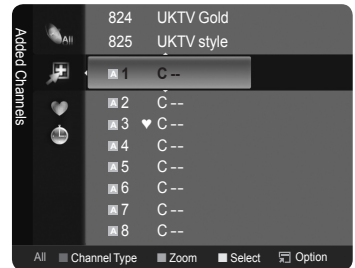 Added Channels
All
824 UKTV Gold
825 UKTV style
A 1 C --
A 2 C --
A 3 ♥ C --
A 4 C --
A 5 C --
A 6 C --
A 7 C --
A 8 C --
All Channel Type Zoom Select Option